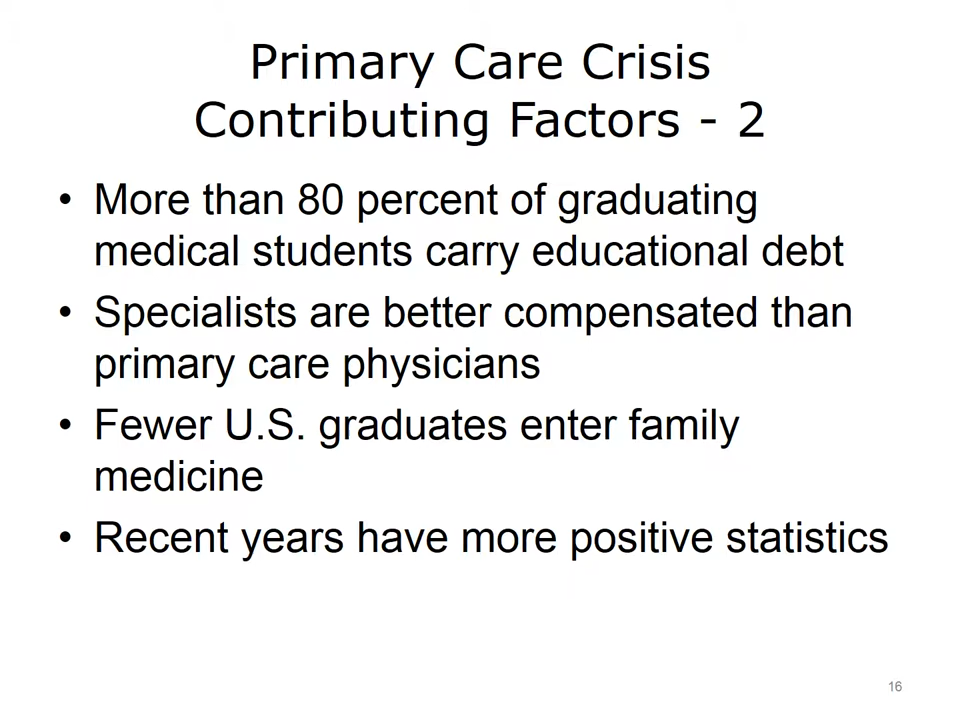 Primary Care Crisis
Contributing Factors - 2
• More than 80 percent of graduating
medical students carry educational debt
• Specialists are better compensated than
primary care physicians
• Fewer U.S. graduates enter family
medicine
• Recent years have more positive statistics
16